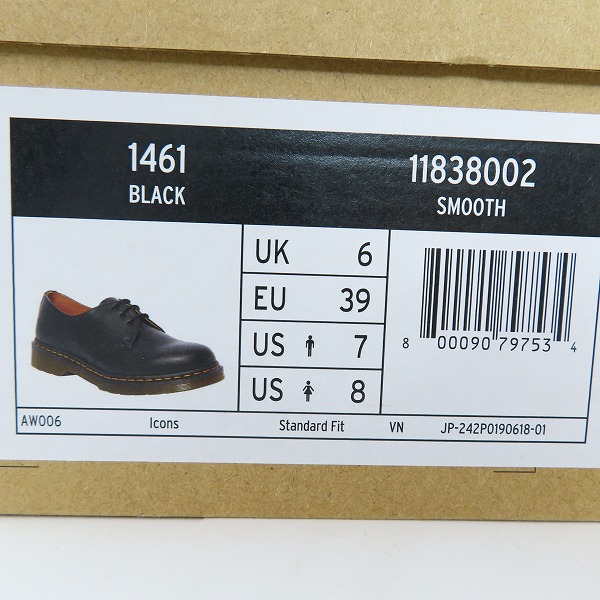 1461
BLACK
11838002
SMOOTH
UK 6
EU 39
US 7
US 8
8 00090 79753 4
AW006 Icons Standard Fit VN JP-242P0190618-01